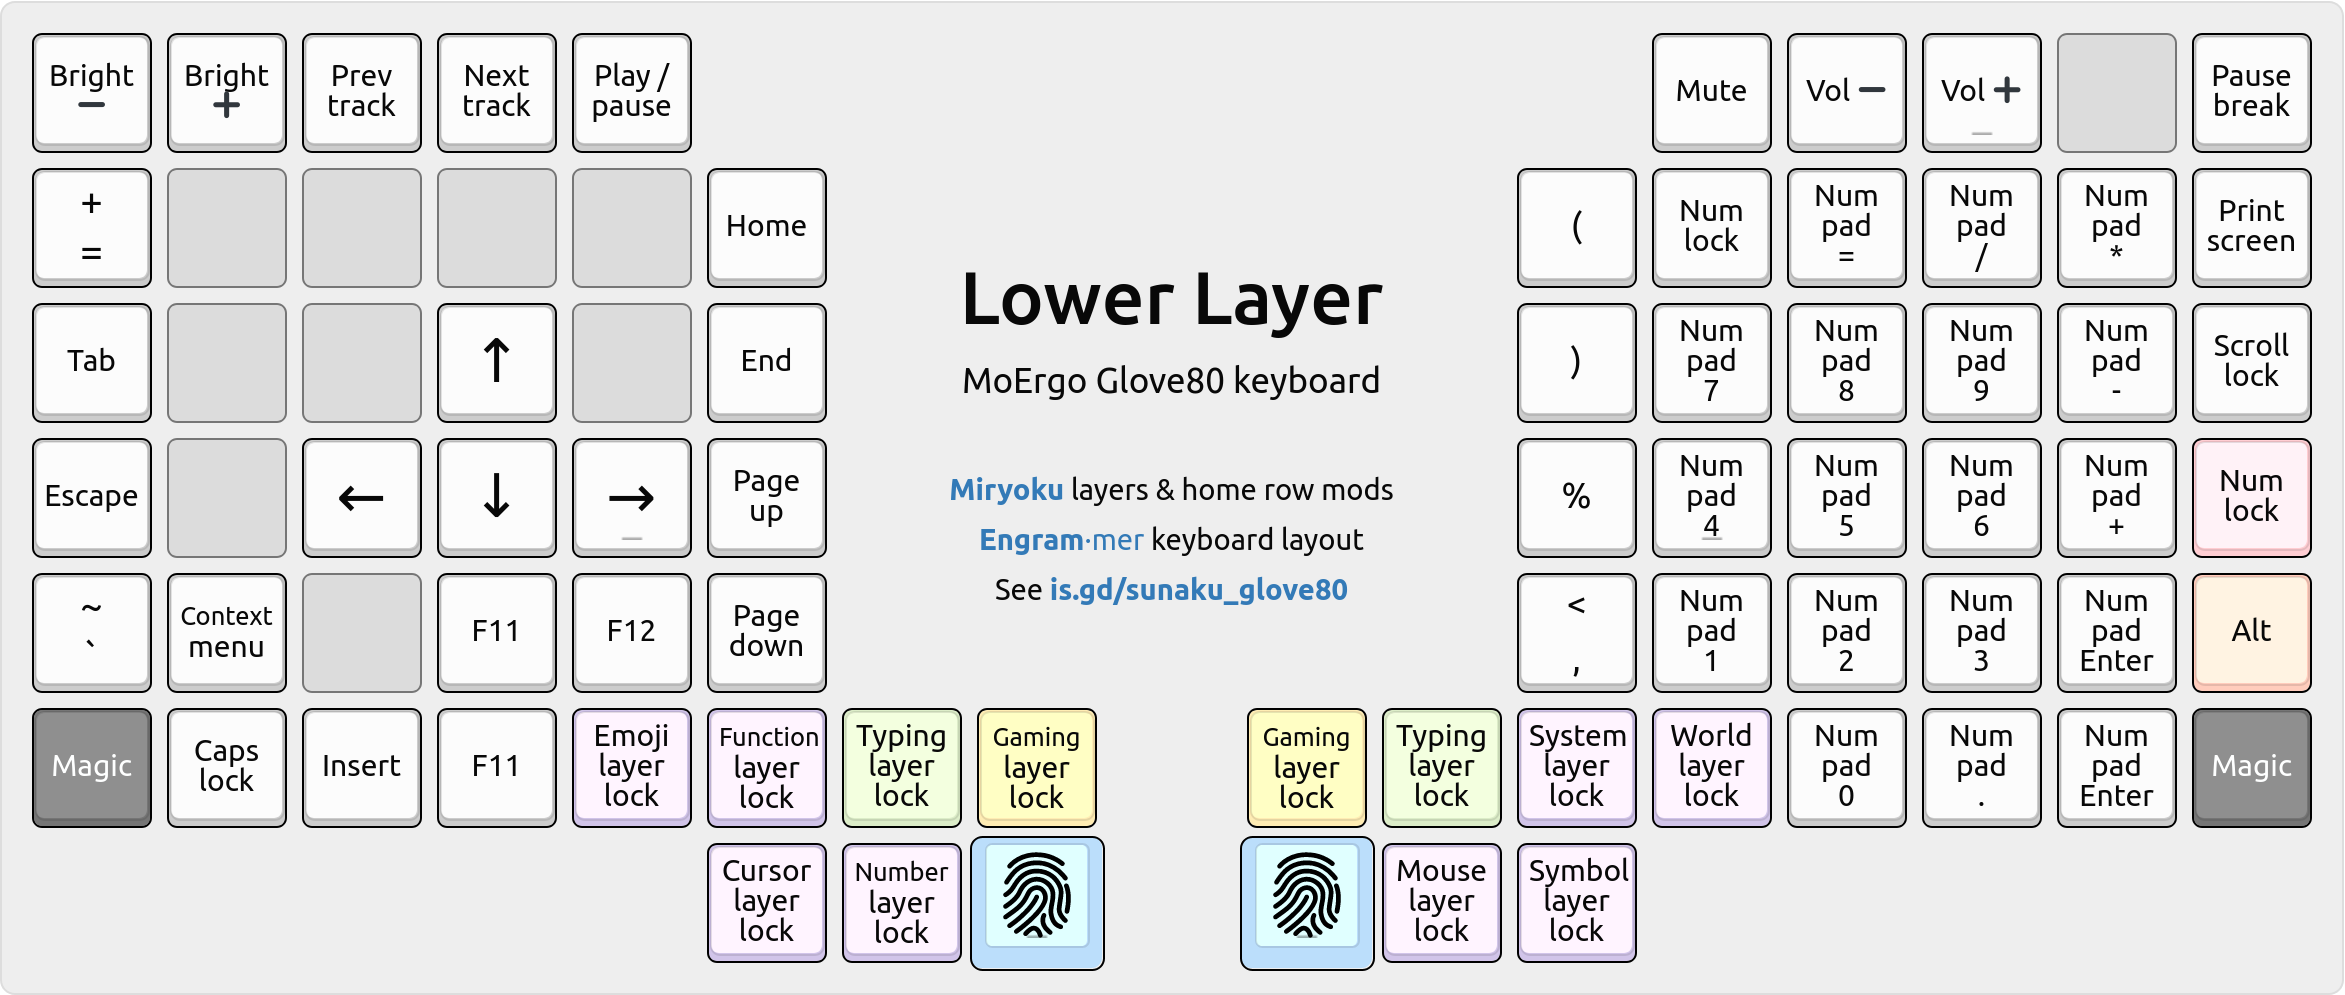 Bright
−
Bright
+
Prev
track
Next
track
Play /
pause
Mute
Vol −
Vol +
Pause
break
+
=
Home
(
Num
lock
Num
pad
=
Num
pad
/
Num
pad
*
Print
screen
Tab
↑
End
)
Num
pad
7
Num
pad
8
Num
pad
9
Num
pad
-
Scroll
lock
Lower Layer
MoErgo Glove80 keyboard
Miryoku layers & home row mods
Engram·mer keyboard layout
See is.gd/sunaku_glove80
Escape
←
↓
→
Page
up
%
Num
pad
4
Num
pad
5
Num
pad
6
Num
pad
+
Num
lock
~
`
Context
menu
F11
F12
Page
down
<
,
Num
pad
1
Num
pad
2
Num
pad
3
Num
pad
Enter
Alt
Magic
Caps
lock
Insert
F11
Emoji
layer
lock
Function
layer
lock
Typing
layer
lock
Gaming
layer
lock
Gaming
layer
lock
Typing
layer
lock
System
layer
lock
World
layer
lock
Num
pad
0
Num
pad
.
Num
pad
Enter
Magic
Cursor
layer
lock
Number
layer
lock
Mouse
layer
lock
Symbol
layer
lock